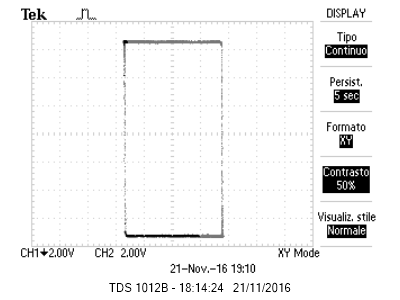 Tek
DISPLAY
Tipo
Continuo
Persist.
5 sec
Formato
XY
Contrasto
50%
Visualiz. stile
Normale
CH1 2.00V CH2 2.00V XY Mode
21-Nov.-16 19:10
TDS 1012B - 18:14:24 21/11/2016